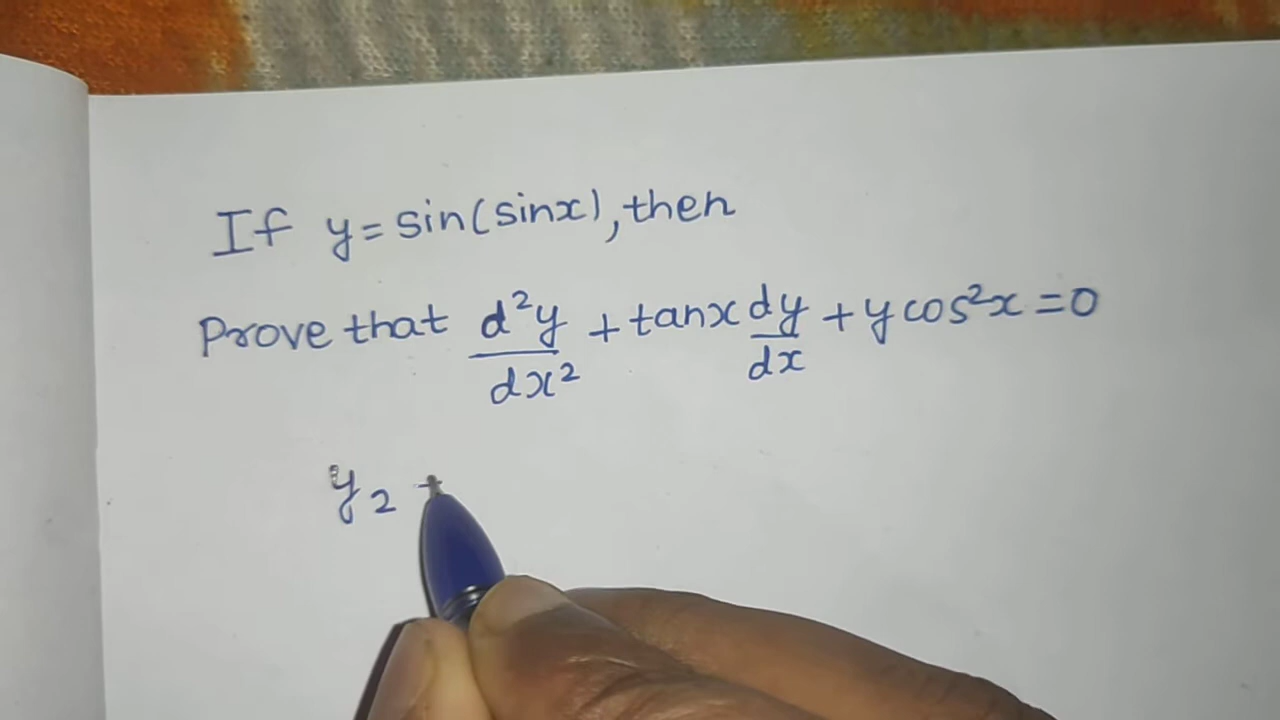 If y = sin(sinx), then
Prove that d²y/dx² + tanx dy/dx + y cos²x = 0
y₂ +